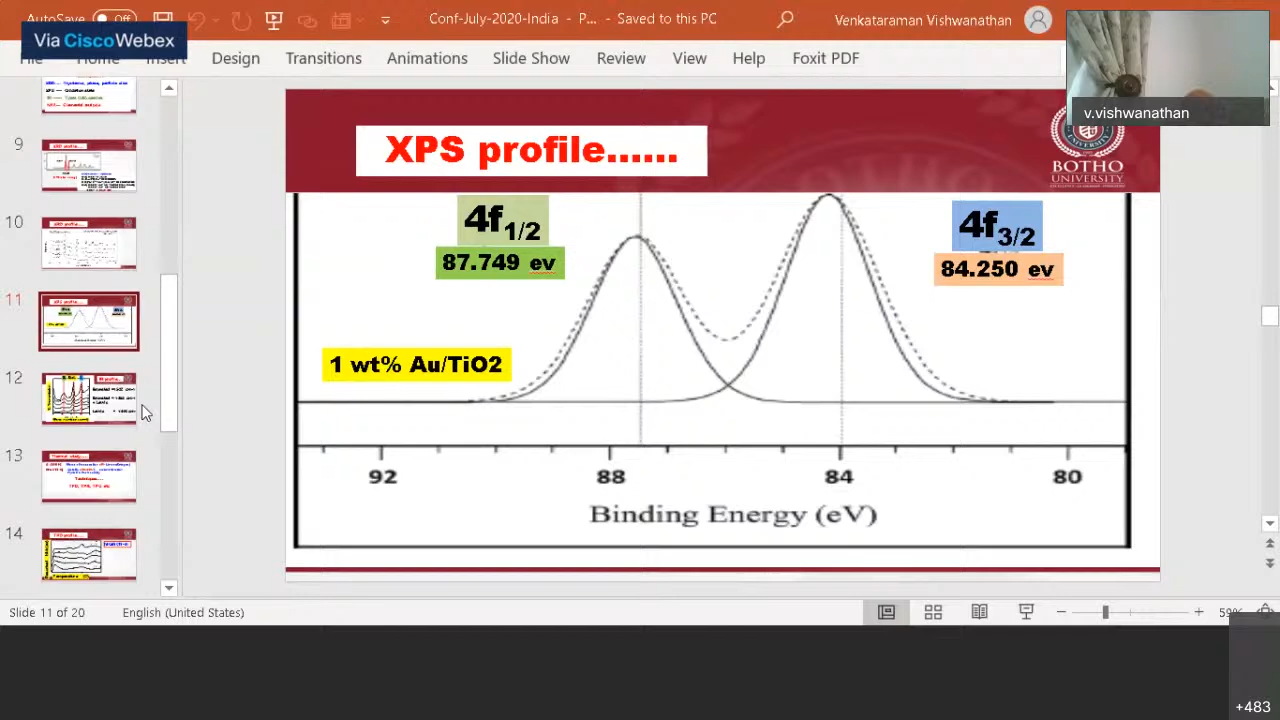 AutoSave Off
Conf-July-2020-India - P... - Saved to this PC
Venkataraman Vishwanathan
Via CiscoWebex
File Home Insert Design Transitions Animations Slide Show Review View Help Foxit PDF
v.vishwanathan
XPS profile......
BOTHO
UNIVERSITY
4f1/2
87.749 ev
4f3/2
84.250 ev
1 wt% Au/TiO2
92 88 84 80
Binding Energy (eV)
9
10
11
12
13
14
Slide 11 of 20 English (United States)
59%
+483